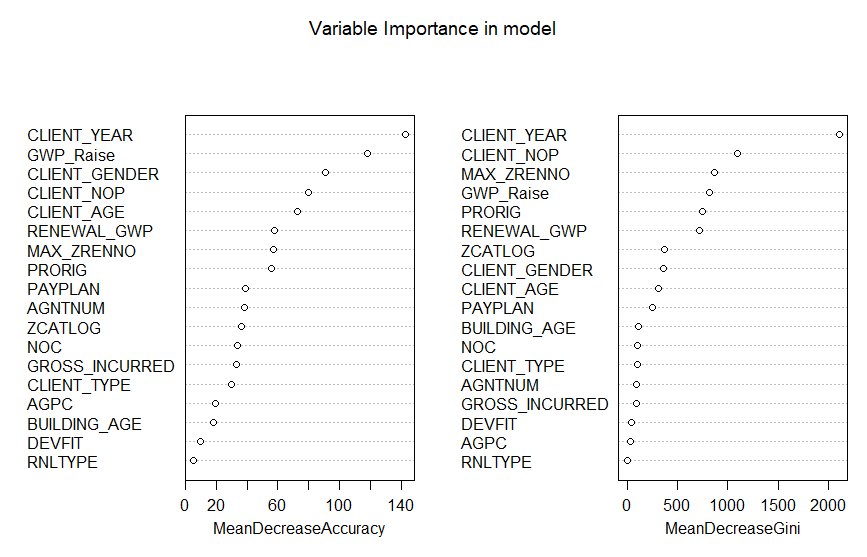 Variable Importance in model
CLIENT_YEAR
GWP_Raise
CLIENT_GENDER
CLIENT_NOP
CLIENT_AGE
RENEWAL_GWP
MAX_ZRENNO
PRORIG
PAYPLAN
AGNTNUM
ZCATLOG
NOC
GROSS_INCURRED
CLIENT_TYPE
AGPC
BUILDING_AGE
DEVFIT
RNLTYPE
0 20 60 100 140
MeanDecreaseAccuracy
CLIENT_YEAR
CLIENT_NOP
MAX_ZRENNO
GWP_Raise
PRORIG
RENEWAL_GWP
ZCATLOG
CLIENT_GENDER
CLIENT_AGE
PAYPLAN
BUILDING_AGE
NOC
CLIENT_TYPE
AGNTNUM
GROSS_INCURRED
DEVFIT
AGPC
RNLTYPE
0 500 1000 1500 2000
MeanDecreaseGini